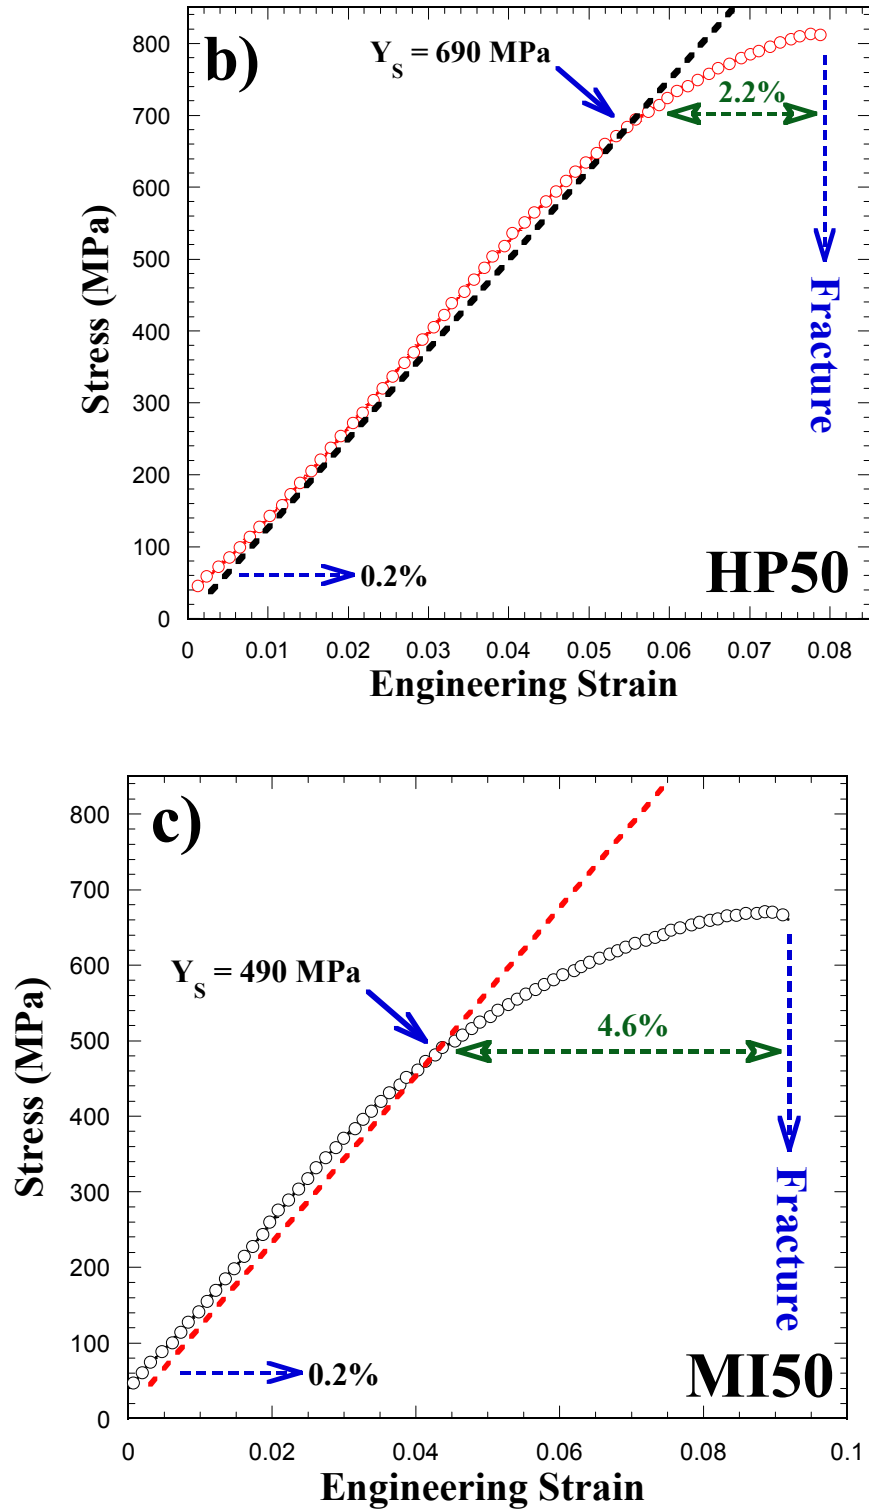 b)
Y_S = 690 MPa
2.2%
Fracture
0.2%
HP50
Stress (MPa)
800
700
600
500
400
300
200
100
0
0 0.01 0.02 0.03 0.04 0.05 0.06 0.07 0.08
Engineering Strain
c)
Y_S = 490 MPa
4.6%
Fracture
0.2%
MI50
Stress (MPa)
800
700
600
500
400
300
200
100
0
0 0.02 0.04 0.06 0.08 0.1
Engineering Strain